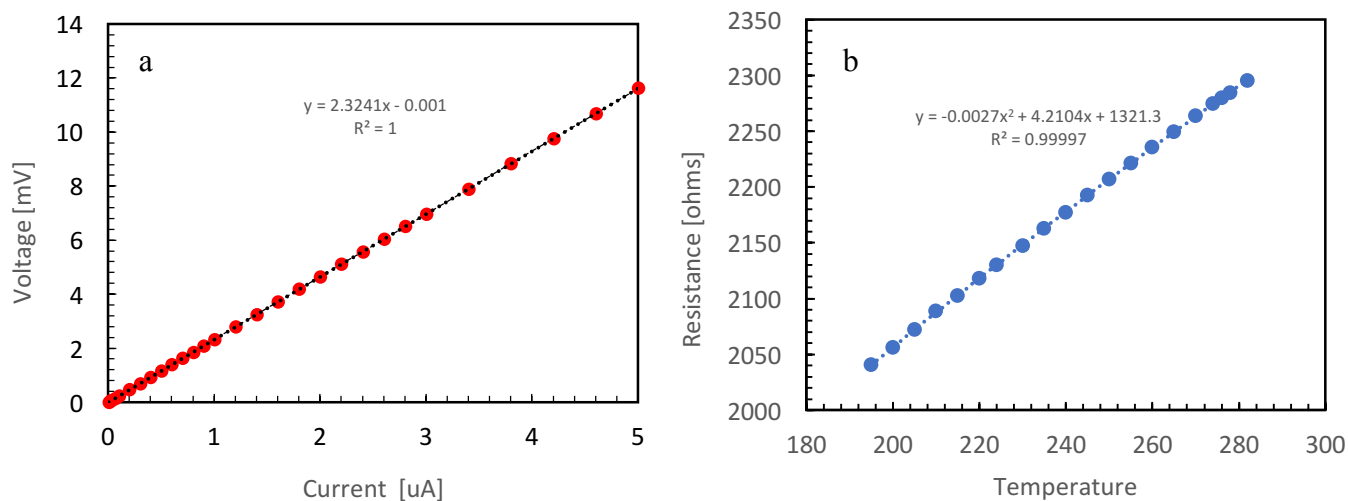 a
y = 2.3241x - 0.001
R² = 1
14
12
10
8
6
4
2
0
0 1 2 3 4 5
Voltage [mV]
Current [uA]
b
y = -0.0027x² + 4.2104x + 1321.3
R² = 0.99997
2350
2300
2250
2200
2150
2100
2050
2000
180 200 220 240 260 280 300
Resistance [ohms]
Temperature